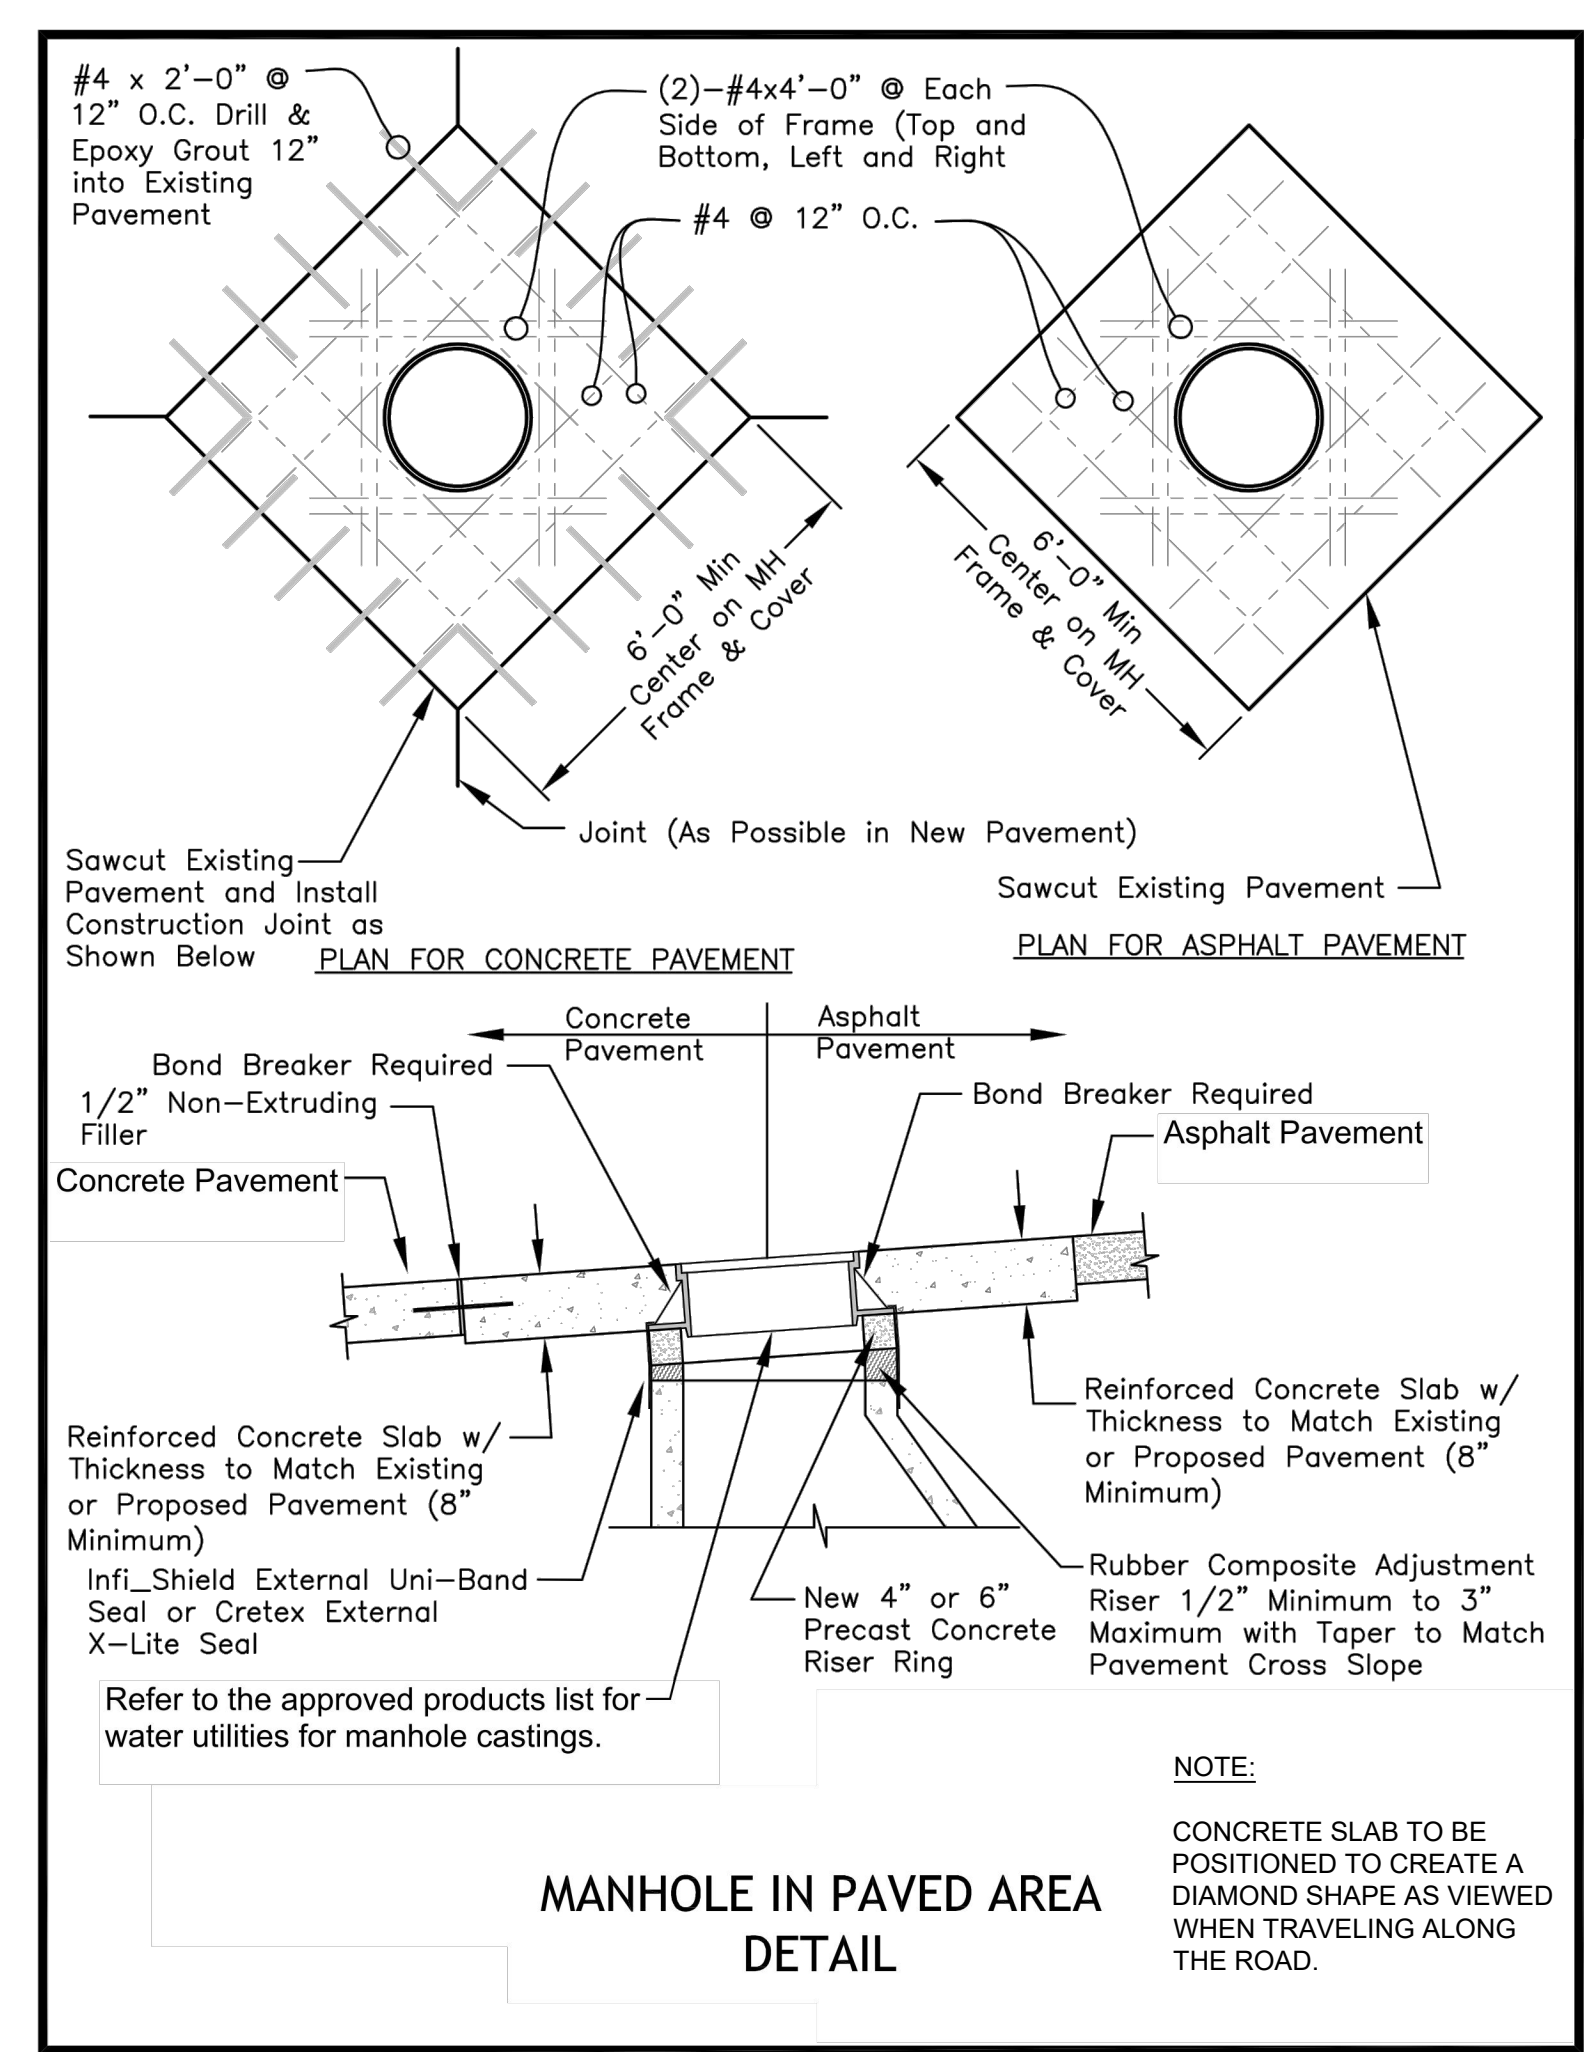 #4 x 2'-0" @
12" O.C. Drill &
Epoxy Grout 12"
into Existing
Pavement
(2)-#4x4'-0" @ Each
Side of Frame (Top and
Bottom, Left and Right
#4 @ 12" O.C.
6'-0" Min
Center on MH
Frame & Cover
6'-0" Min
Center on MH
Frame & Cover
Joint (As Possible in New Pavement)
Sawcut Existing
Pavement and Install
Construction Joint as
Shown Below
PLAN FOR CONCRETE PAVEMENT
Sawcut Existing Pavement
PLAN FOR ASPHALT PAVEMENT
Concrete
Pavement
Asphalt
Pavement
Bond Breaker Required
1/2" Non-Extruding
Filler
Concrete Pavement
Bond Breaker Required
Asphalt Pavement
Reinforced Concrete Slab w/
Thickness to Match Existing
or Proposed Pavement (8"
Minimum)
Infi_Shield External Uni-Band
Seal or Cretex External
X-Lite Seal
Refer to the approved products list for
water utilities for manhole castings.
Reinforced Concrete Slab w/
Thickness to Match Existing
or Proposed Pavement (8"
Minimum)
New 4" or 6"
Precast Concrete
Riser Ring
Rubber Composite Adjustment
Riser 1/2" Minimum to 3"
Maximum with Taper to Match
Pavement Cross Slope
MANHOLE IN PAVED AREA
DETAIL
NOTE:
CONCRETE SLAB TO BE
POSITIONED TO CREATE A
DIAMOND SHAPE AS VIEWED
WHEN TRAVELING ALONG
THE ROAD.